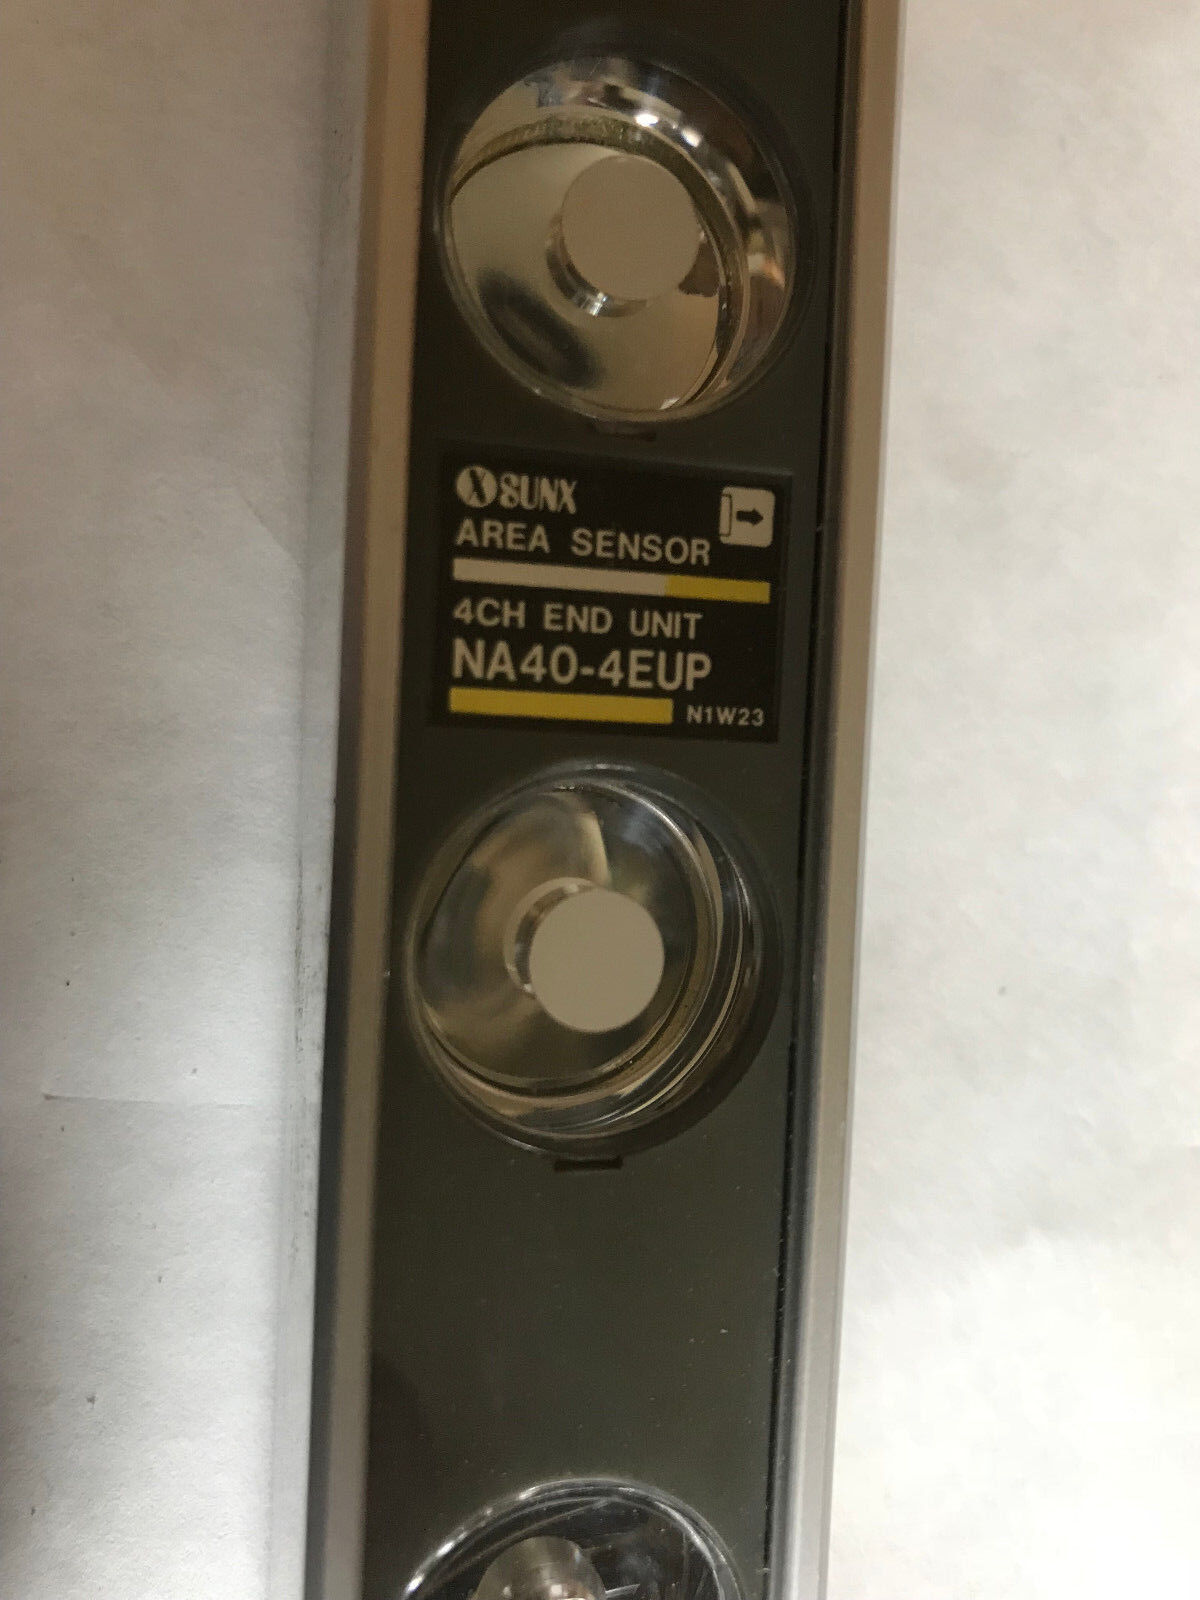 SUNX
AREA SENSOR
4CH END UNIT
NA40-4EUP
N1W23